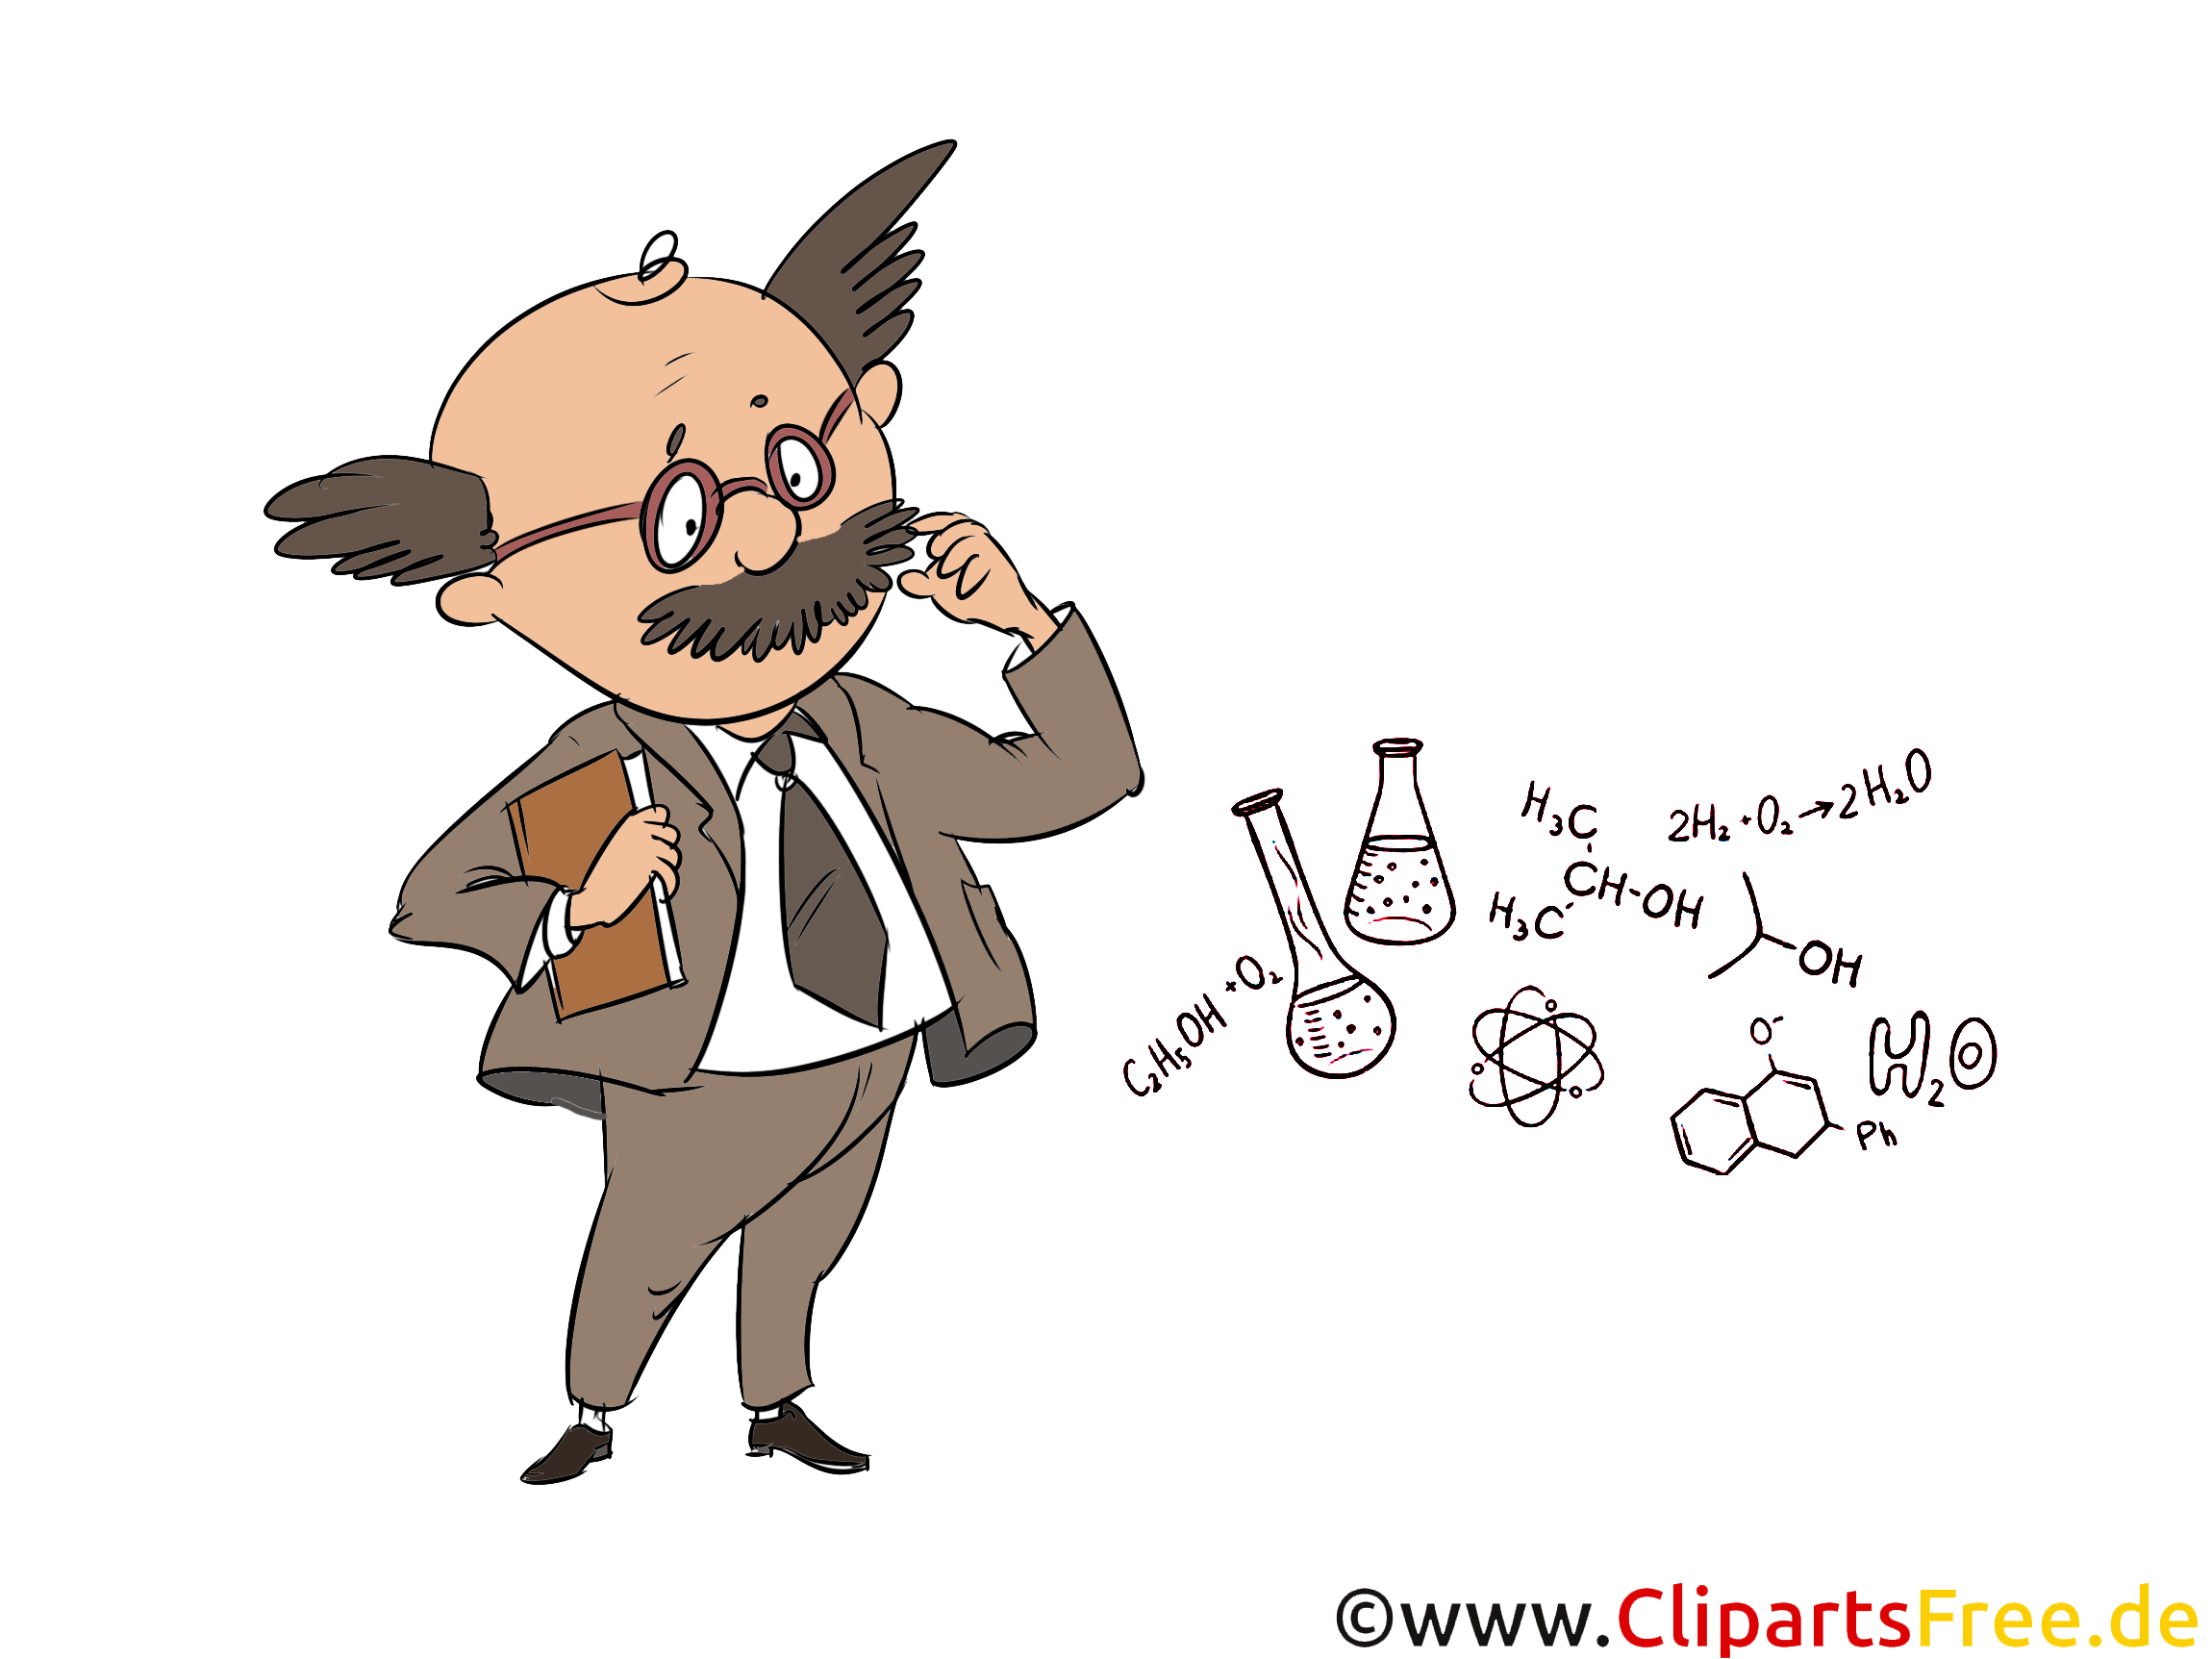 H₃C
CH-OH
H₃C
2H₂ + O₂ → 2H₂O
OH
C₂H₅OH + O₂
O
Ph
H₂O
©www.ClipartsFree.de